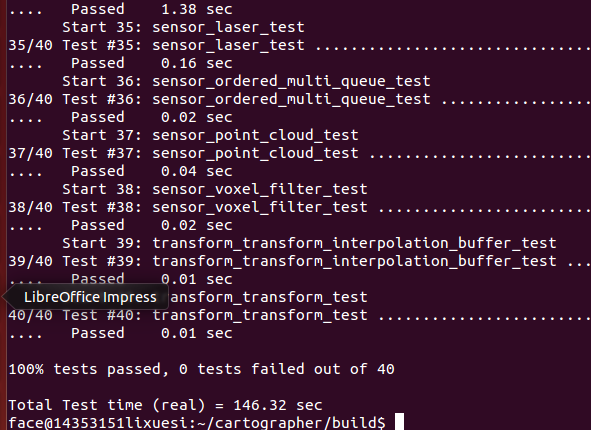 ....   Passed    1.38 sec
      Start 35: sensor_laser_test
35/40 Test #35: sensor_laser_test ...............................
....   Passed    0.16 sec
      Start 36: sensor_ordered_multi_queue_test
36/40 Test #36: sensor_ordered_multi_queue_test .................
....   Passed    0.02 sec
      Start 37: sensor_point_cloud_test
37/40 Test #37: sensor_point_cloud_test .........................
....   Passed    0.04 sec
      Start 38: sensor_voxel_filter_test
38/40 Test #38: sensor_voxel_filter_test ........................
....   Passed    0.02 sec
      Start 39: transform_transform_interpolation_buffer_test
39/40 Test #39: transform_transform_interpolation_buffer_test ...
....   Passed    0.01 sec
LibreOffice Impress
transform_transform_test
40/40 Test #40: transform_transform_test ........................
....   Passed    0.01 sec
100% tests passed, 0 tests failed out of 40
Total Test time (real) = 146.32 sec
face@14353151lixuesi:~/cartographer/build$